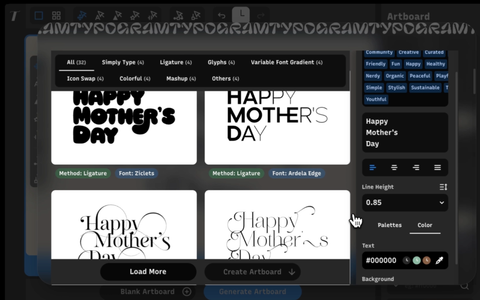 Artboard
AMTYPOGRAMTYPOGRAMTYPOGRAM
All (32) Simply Type (4) Ligature (4) Glyphs (4) Variable Font Gradient (4)
Icon Swap (4) Colorful (4) Mashup (4) Others (4)
HAPPY
MOTHER'S
DAY
HAPPY
MOTHER'S
DAY
Method: Ligature Font: Ziclets
Method: Ligature Font: Ardela Edge
Happy
Mother's
Day
Happy
Mother's
Day
Load More
Create Artboard
Blank Artboard
Generate Artboard
Community Creative Curated
Friendly Fun Happy Healthy
Nerdy Organic Peaceful
Simple Stylish Sustainable
Youthful
Happy
Mother's
Day
Line Height
0.85
Palettes Color
Text
#000000
Background